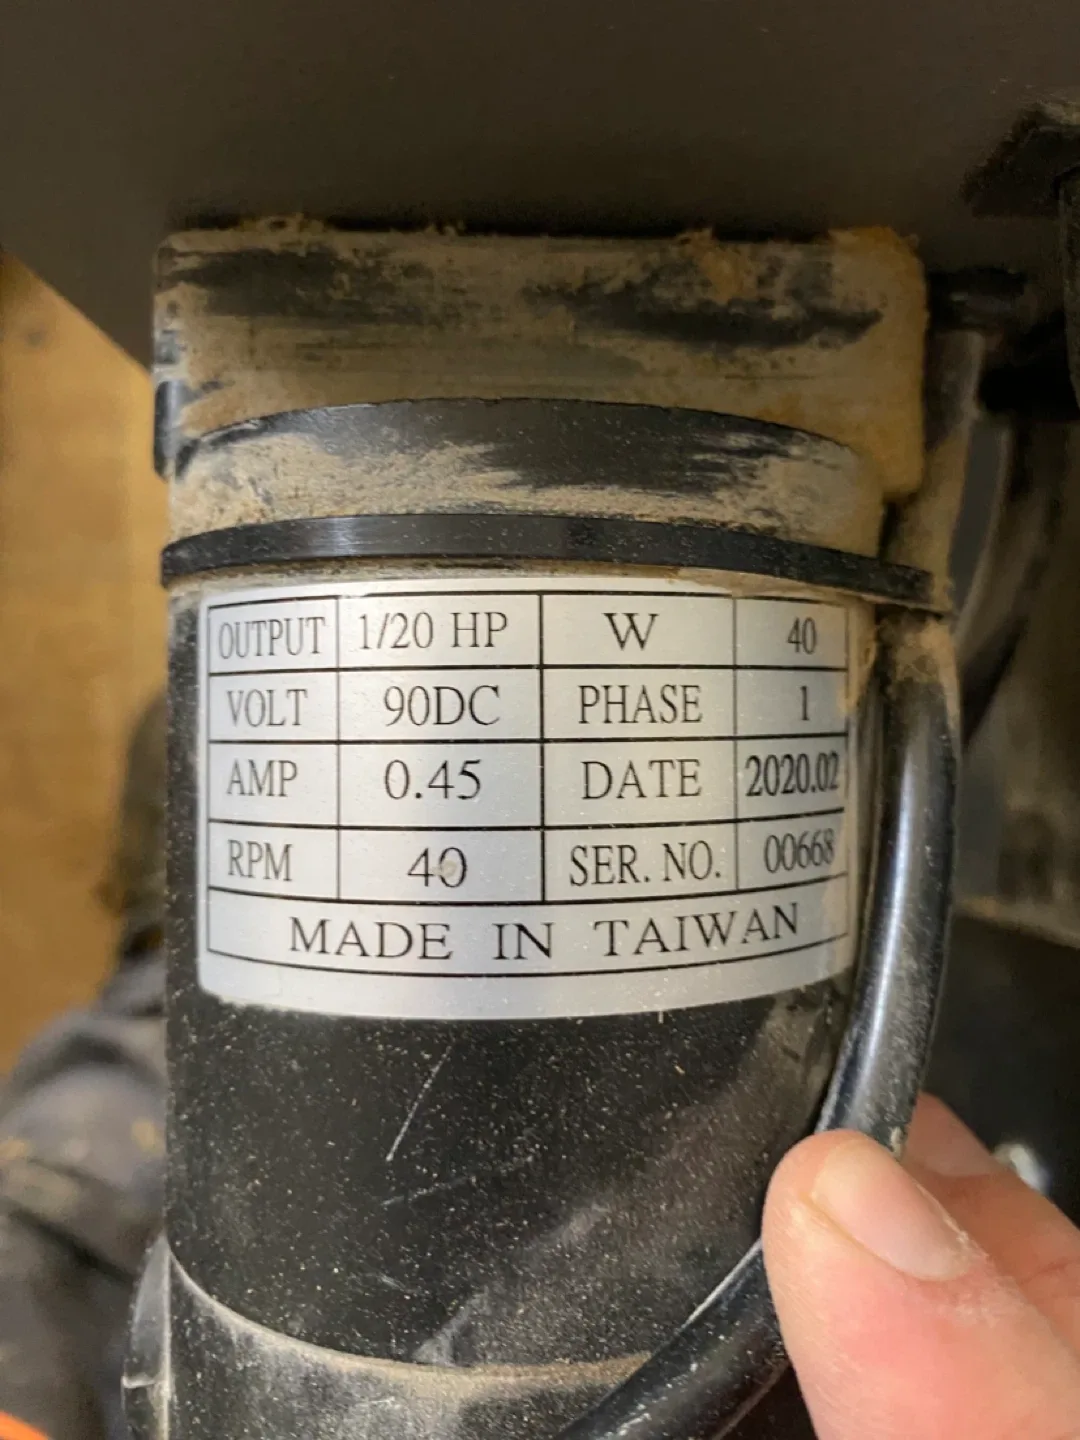 OUTPUT 1/20 HP W 40
VOLT 90DC PHASE 1
AMP 0.45 DATE 2020.02
RPM 40 SER. NO. 00668
MADE IN TAIWAN